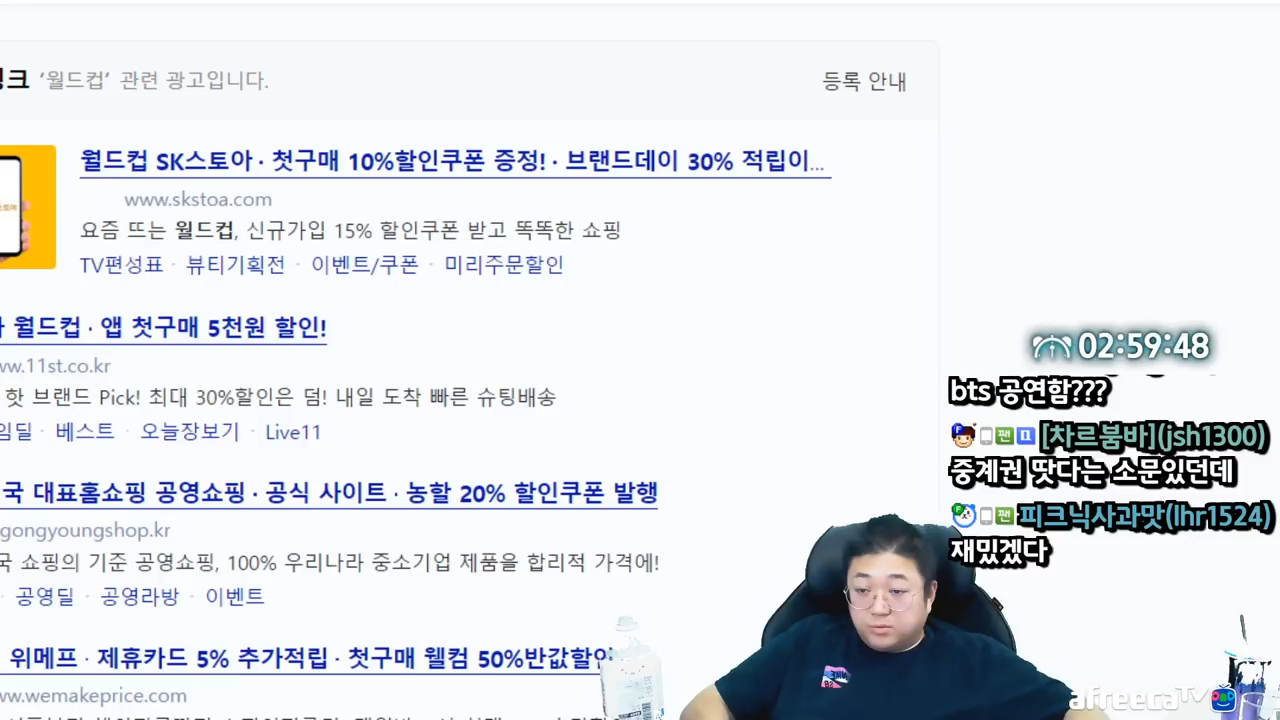 크 ‘월드컵’ 관련 광고입니다.
등록 안내
월드컵 SK스토아 · 첫구매 10%할인쿠폰 증정! · 브랜드데이 30% 적립이...
www.skstoa.com
요즘 뜨는 월드컵, 신규가입 15% 할인쿠폰 받고 똑똑한 쇼핑
TV편성표 · 뷰티기획전 · 이벤트/쿠폰 · 미리주문할인
월드컵 · 앱 첫구매 5천원 할인!
ww.11st.co.kr
핫 브랜드 Pick! 최대 30%할인은 덤! 내일 도착 빠른 슈팅배송
임딜 · 베스트 · 오늘장보기 · Live11
국 대표홈쇼핑 공영쇼핑 · 공식 사이트 · 농할 20% 할인쿠폰 발행
gongyoungshop.kr
국 쇼핑의 기준 공영쇼핑, 100% 우리나라 중소기업 제품을 합리적 가격에!
· 공영딜 · 공영라방 · 이벤트
위메프 · 제휴카드 5% 추가적립 · 첫구매 웰컴 50%반값할인
ww.wemakeprice.com
02:59:48
bts 공연함???
[차르붐바](jsh1300)
중계권 땃다는 소문있던데
피크닉사과맛(lhr1524)
재밌겠다
afreecaTV